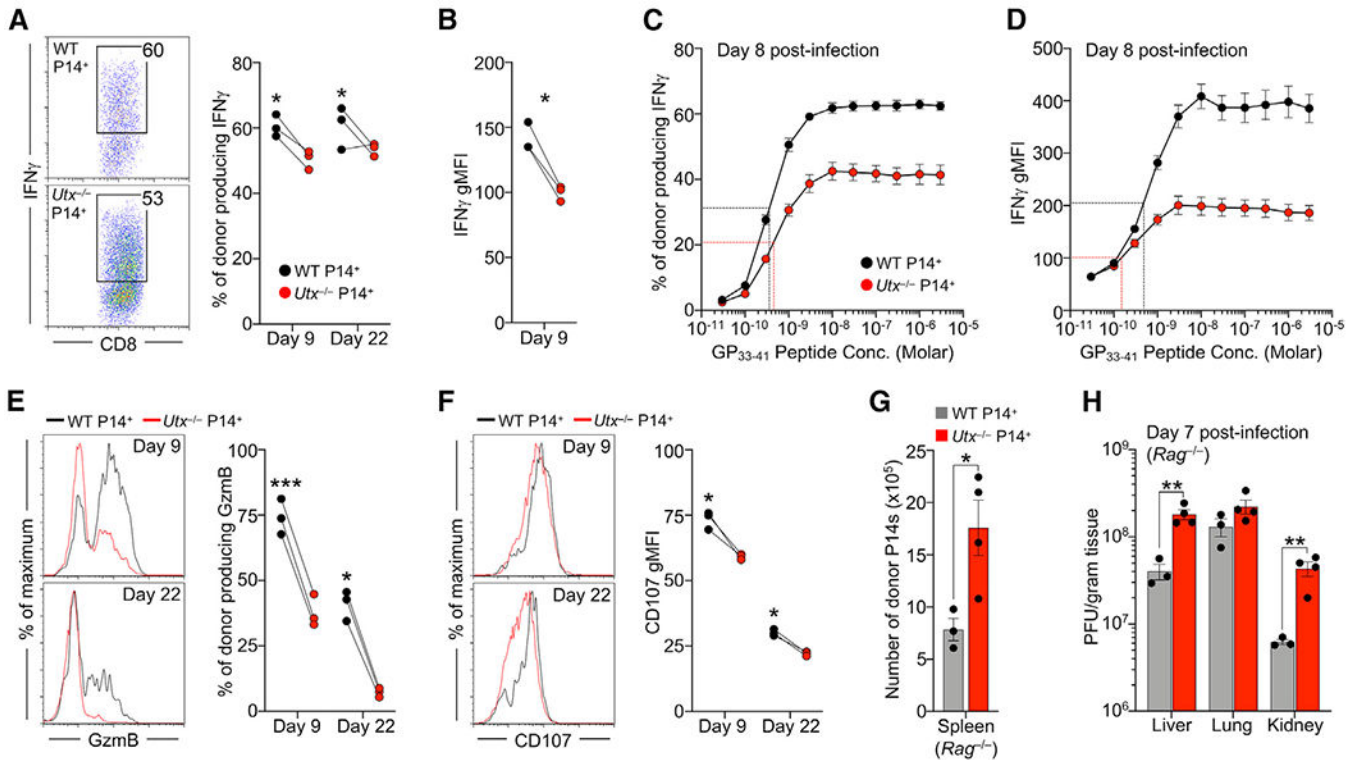 A
WT
P14+
60
Utx–/–
P14+
53
IFNγ
CD8
% of donor producing IFNγ
80
60
40
20
0
*
*
WT P14+
Utx–/– P14+
Day 9
Day 22
B
IFNγ gMFI
200
150
100
50
0
*
Day 9
C
Day 8 post-infection
% of donor producing IFNγ
80
60
40
20
0
WT P14+
Utx–/– P14+
10-11
10-10
10-9
10-8
10-7
10-6
10-5
GP33-41 Peptide Conc. (Molar)
D
Day 8 post-infection
IFNγ gMFI
500
400
300
200
100
0
10-11
10-10
10-9
10-8
10-7
10-6
10-5
GP33-41 Peptide Conc. (Molar)
E
WT P14+
Utx–/– P14+
Day 9
Day 22
% of maximum
GzmB
% of donor producing GzmB
100
75
50
25
0
***
*
Day 9
Day 22
F
WT P14+
Utx–/– P14+
Day 9
Day 22
% of maximum
CD107
CD107 gMFI
100
75
50
25
0
*
*
Day 9
Day 22
G
WT P14+
Utx–/– P14+
Number of donor P14s (x105)
25
20
15
10
5
0
*
Spleen
(Rag–/–)
H
Day 7 post-infection
(Rag–/–)
PFU/gram tissue
109
108
107
106
**
**
Liver
Lung
Kidney